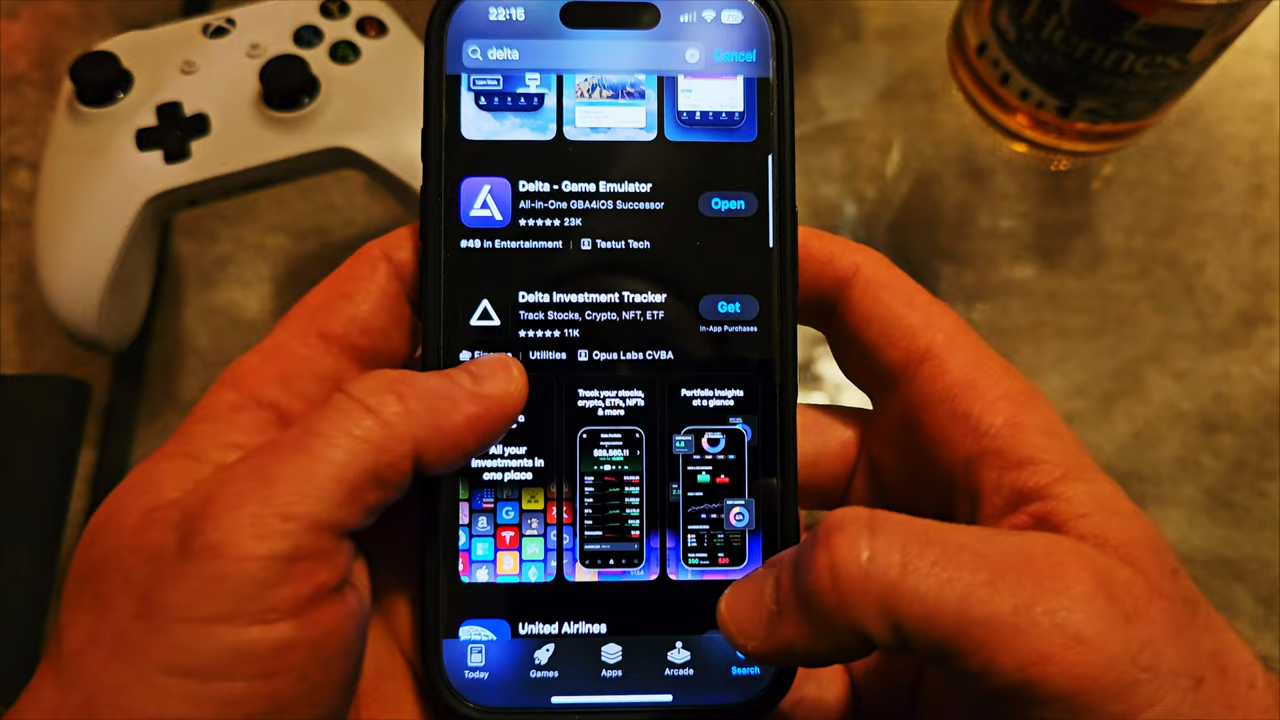 22:15
delta
Cancel
Delta - Game Emulator
All-in-One GBA4iOS Successor
23K
Open
#49 in Entertainment
Testut Tech
Delta Investment Tracker
Track Stocks, Crypto, NFT, ETF
11K
Get
In-App Purchases
Finance
Utilities
Opus Labs CVBA
All your
investments in
one place
Track your stocks,
crypto, ETFs, NFTs
& more
Portfolio insights
at a glance
VISA
United Airlines
Today
Games
Apps
Arcade
Search